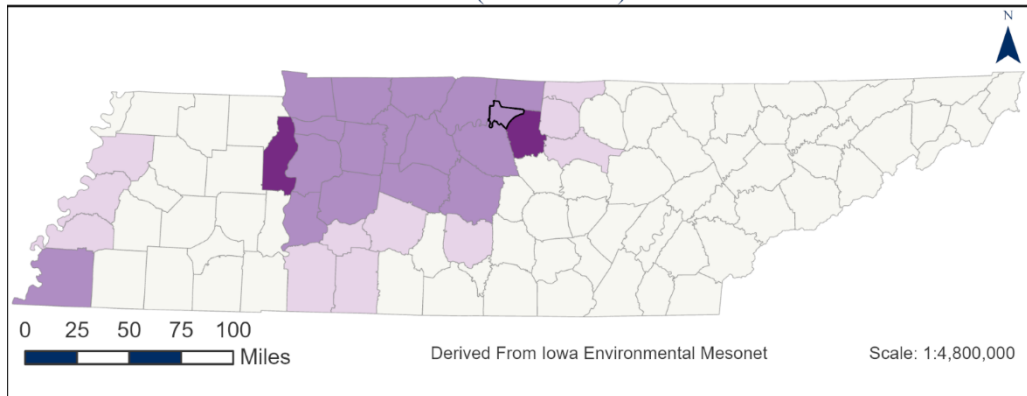 N
0 25 50 75 100
Miles
Derived From Iowa Environmental Mesonet
Scale: 1:4,800,000